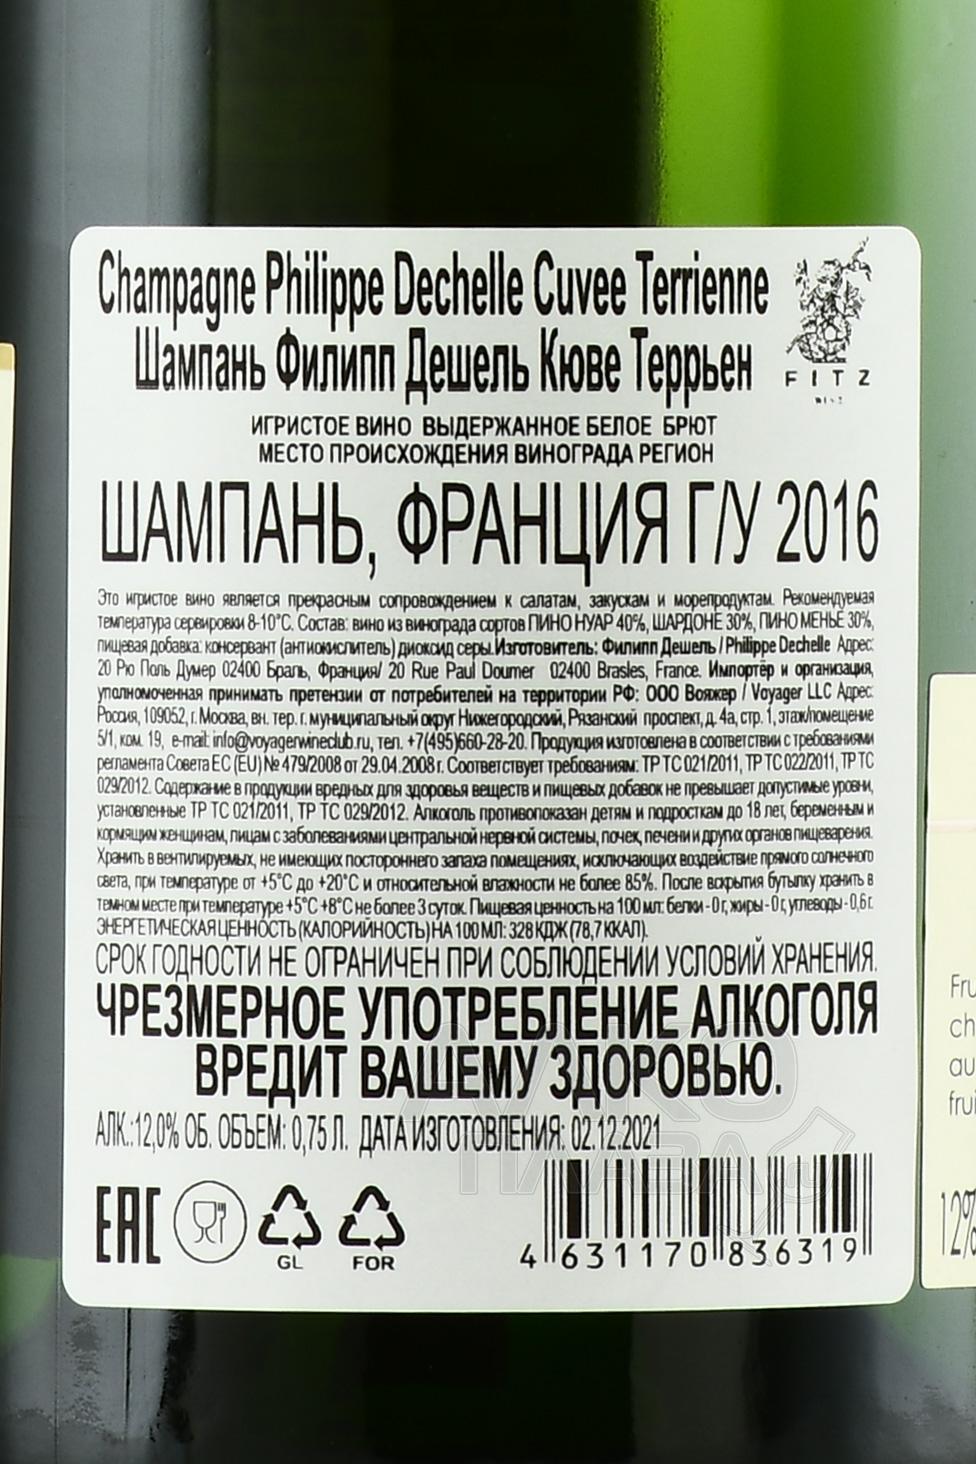 Champagne Philippe Dechelle Cuvee Terrienne
Шампань Филипп Дешель Кюве Террьен
FITZ
WINE
ИГРИСТОЕ ВИНО ВЫДЕРЖАННОЕ БЕЛОЕ БРЮТ
МЕСТО ПРОИСХОЖДЕНИЯ ВИНОГРАДА РЕГИОН
ШАМПАНЬ, ФРАНЦИЯ Г/У 2016
Это игристое вино является прекрасным сопровождением к салатам, закускам и морепродуктам. Рекомендуемая
температура сервировки 8-10°С. Состав: вино из винограда сортов ПИНО НУАР 40%, ШАРДОНЕ 30%, ПИНО МЕНЬЕ 30%,
пищевая добавка: консервант (антиокислитель) диоксид серы.Изготовитель: Филипп Дешель / Philippe Dechelle Адрес:
20 Рю Поль Думер 02400 Браль, Франция/ 20 Rue Paul Doumer 02400 Brasles, France. Импортёр и организация,
уполномоченная принимать претензии от потребителей на территории РФ: ООО Вояжер / Voyager LLC Адрес:
Россия, 109052, г. Москва, вн. тер. г. муниципальный округ Нижегородский, Рязанский проспект, д. 4а, стр. 1, этаж/помещение
5/1, ком. 19, e-mail: info@voyagerwineclub.ru, тел. +7(495)660-28-20. Продукция изготовлена в соответствии с требованиями
регламента Совета ЕС (EU) № 479/2008 от 29.04.2008 г. Соответствует требованиям: ТР ТС 021/2011, ТР ТС 022/2011, ТР ТС
029/2012. Содержание в продукции вредных для здоровья веществ и пищевых добавок не превышает допустимые уровни,
установленные ТР ТС 021/2011, ТР ТС 029/2012. Алкоголь противопоказан детям и подросткам до 18 лет, беременным и
кормящим женщинам, лицам с заболеваниями центральной нервной системы, почек, печени и других органов пищеварения.
Хранить в вентилируемых, не имеющих постороннего запаха помещениях, исключающих воздействие прямого солнечного
света, при температуре от +5°С до +20°С и относительной влажности не более 85%. После вскрытия бутылку хранить в
темном месте при температуре +5°С +8°С не более 3 суток. Пищевая ценность на 100 мл: белки - 0 г, жиры - 0 г, углеводы - 0,6 г.
ЭНЕРГЕТИЧЕСКАЯ ЦЕННОСТЬ (КАЛОРИЙНОСТЬ) НА 100 МЛ: 328 КДЖ (78,7 ККАЛ).
СРОК ГОДНОСТИ НЕ ОГРАНИЧЕН ПРИ СОБЛЮДЕНИИ УСЛОВИЙ ХРАНЕНИЯ.
ЧРЕЗМЕРНОЕ УПОТРЕБЛЕНИЕ АЛКОГОЛЯ
ВРЕДИТ ВАШЕМУ ЗДОРОВЬЮ.
АЛК.:12,0% ОБ. ОБЪЕМ: 0,75 Л. ДАТА ИЗГОТОВЛЕНИЯ: 02.12.2021
EAC
GL
FOR
4 631170 836319
Fru
ch
au
frui
12%